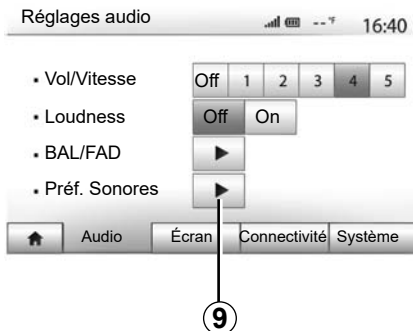 Réglages audio -- °F 16:40
Vol/Vitesse Off 1 2 3 4 5
Loudness Off On
BAL/FAD
Préf. Sonores
Audio Écran Connectivité Système
9